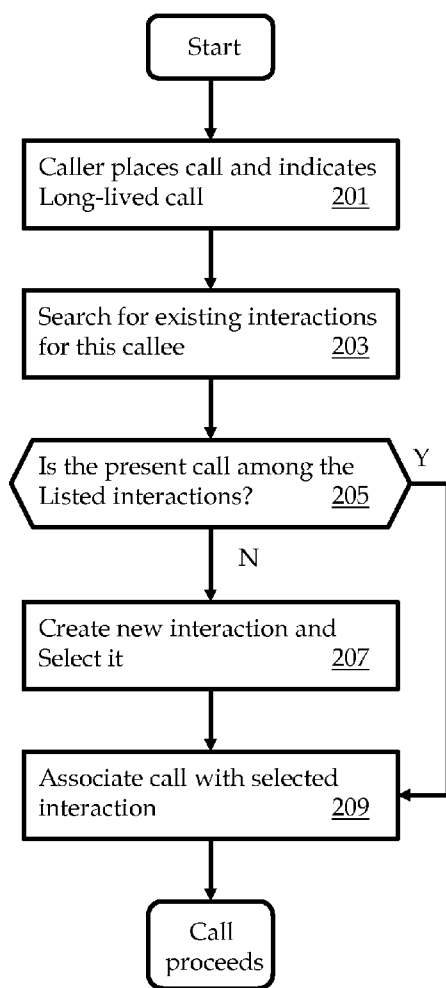 Start
Caller places call and indicates
Long-lived call 201
Search for existing interactions
for this callee 203
Is the present call among the
Listed interactions? 205
Y
N
Create new interaction and
Select it 207
Associate call with selected
interaction 209
Call
proceeds